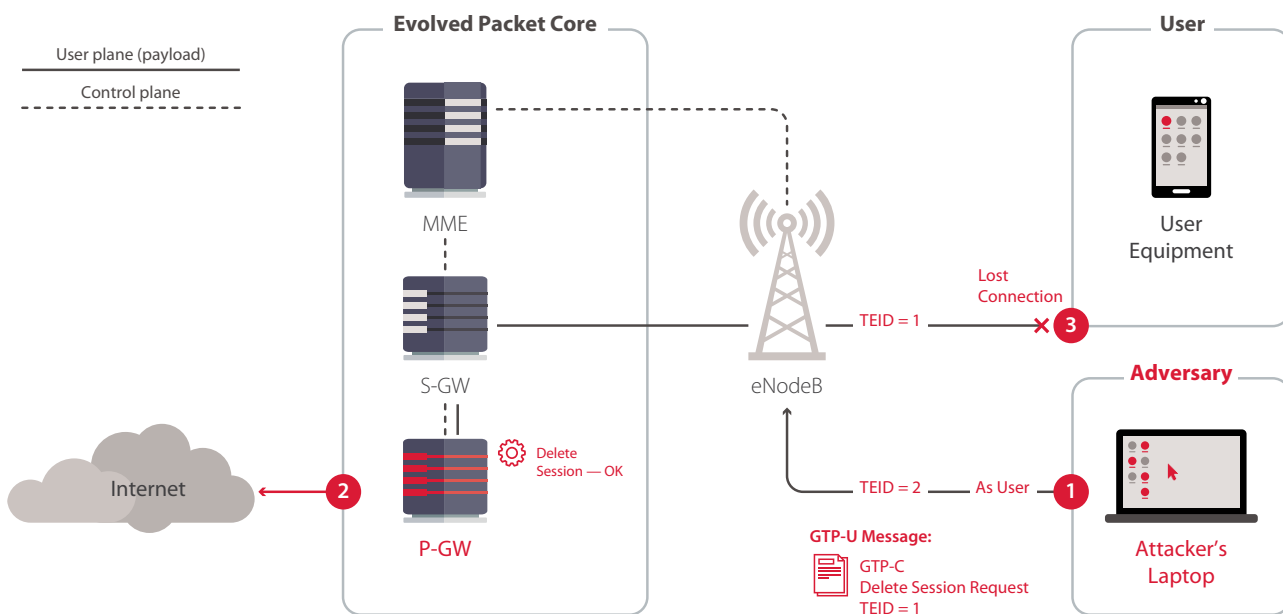 User plane (payload)
Control plane
Evolved Packet Core
MME
S-GW
Delete
Session — OK
P-GW
Internet
2
eNodeB
TEID = 1
Lost
Connection
3
User
User
Equipment
TEID = 2
As User
1
GTP-U Message:
GTP-C
Delete Session Request
TEID = 1
Adversary
Attacker's
Laptop